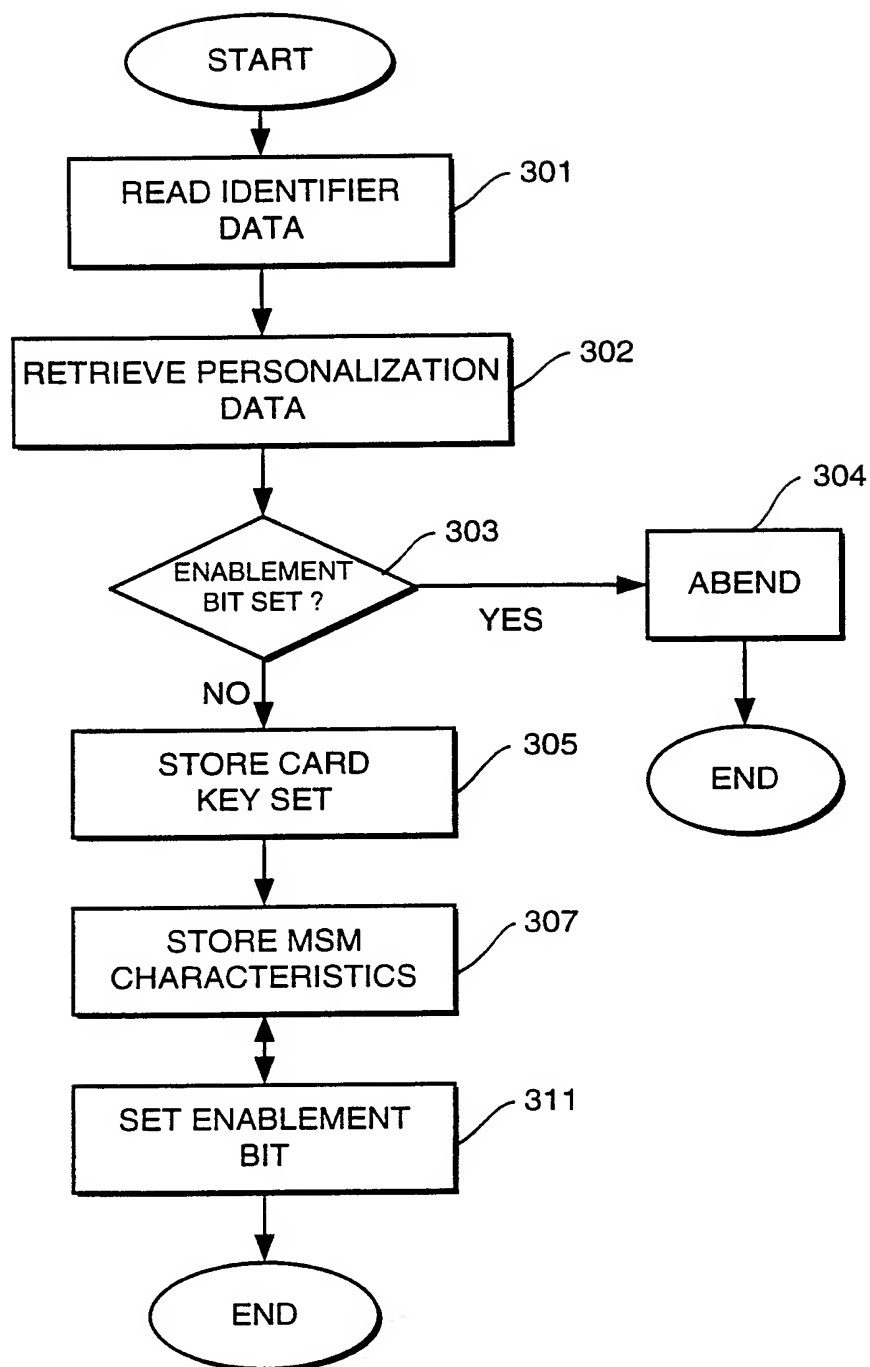 START
READ IDENTIFIER
DATA
301
RETRIEVE PERSONALIZATION
DATA
302
ENABLEMENT
BIT SET ?
303
YES
304
ABEND
END
NO
STORE CARD
KEY SET
305
STORE MSM
CHARACTERISTICS
307
SET ENABLEMENT
BIT
311
END